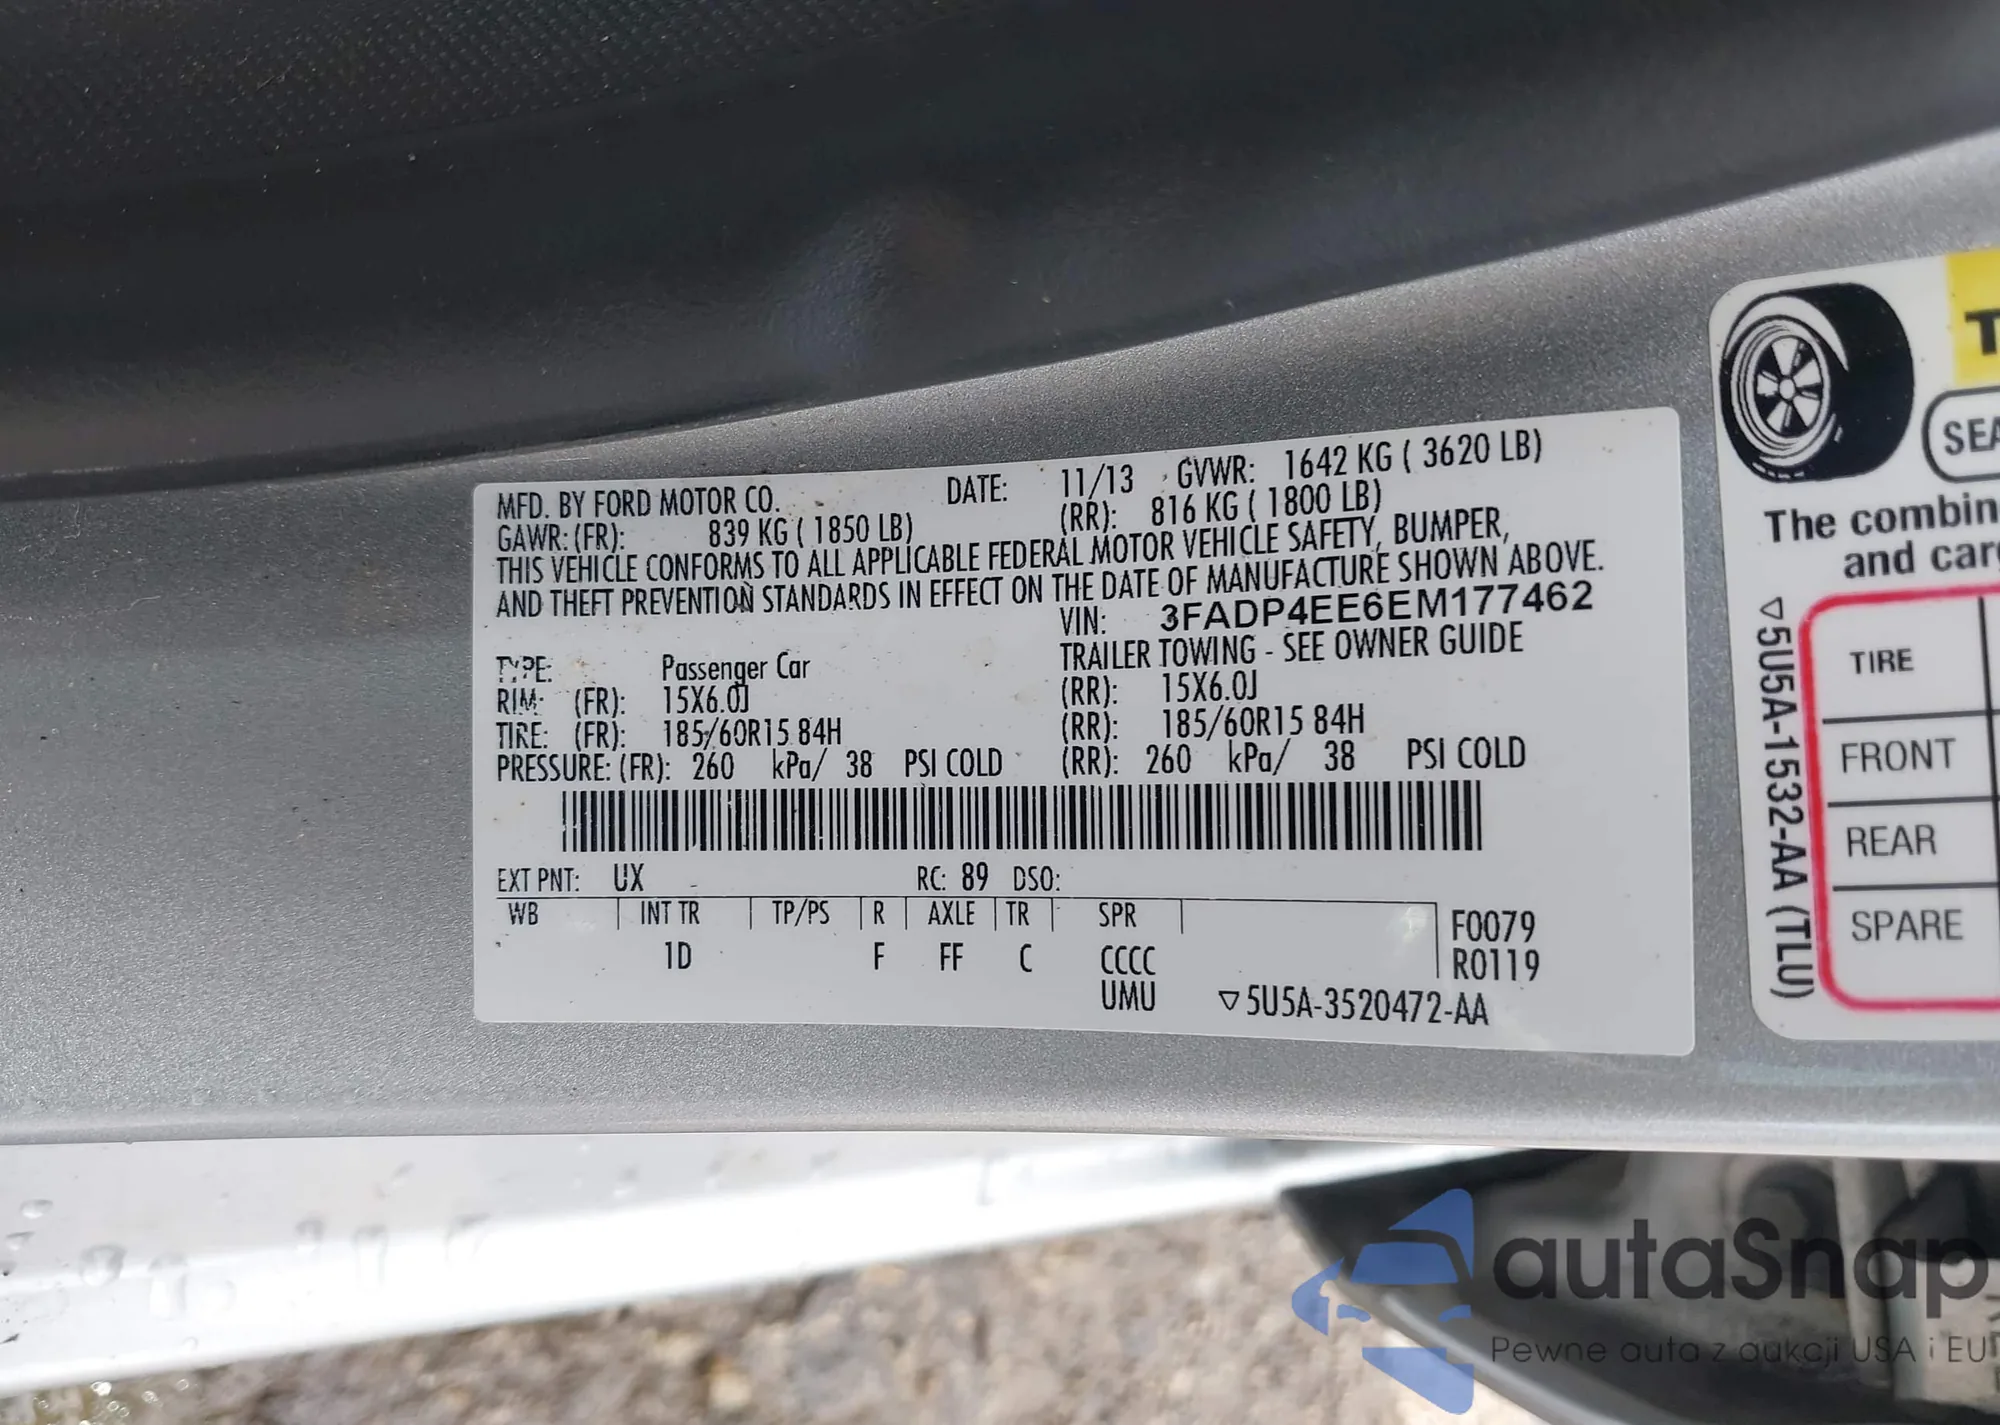 MFD. BY FORD MOTOR CO. DATE: 11/13 GVWR: 1642 KG ( 3620 LB)
GAWR: (FR): 839 KG ( 1850 LB) (RR): 816 KG ( 1800 LB)
THIS VEHICLE CONFORMS TO ALL APPLICABLE FEDERAL MOTOR VEHICLE SAFETY, BUMPER,
AND THEFT PREVENTION STANDARDS IN EFFECT ON THE DATE OF MANUFACTURE SHOWN ABOVE.
VIN: 3FADP4EE6EM177462
TYPE: Passenger Car TRAILER TOWING - SEE OWNER GUIDE
RIM: (FR): 15X6.0J (RR): 15X6.0J
TIRE: (FR): 185/60R15 84H (RR): 185/60R15 84H
PRESSURE: (FR): 260 kPa/ 38 PSI COLD (RR): 260 kPa/ 38 PSI COLD
EXT PNT: UX RC: 89 DSO:
WB INT TR TP/PS R AXLE TR SPR F0079
1D F FF C CCCC R0119
UMU ▽5U5A-3520472-AA
T
SEA
The combin
and carg
▽5U5A-1532-AA (TLU)
TIRE
FRONT
REAR
SPARE
autaSnap
Pewne auta z aukcji USA i EU